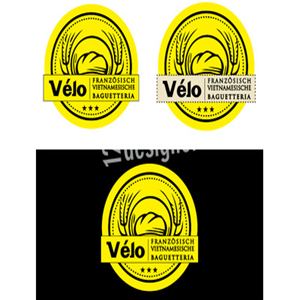 Vélo
FRANZÖSISCH
VIETNAMESISCHE
BAGUETTERIA
Vélo
FRANZÖSISCH
VIETNAMESISCHE
BAGUETTERIA
Vélo
FRANZÖSISCH
VIETNAMESISCHE
BAGUETTERIA